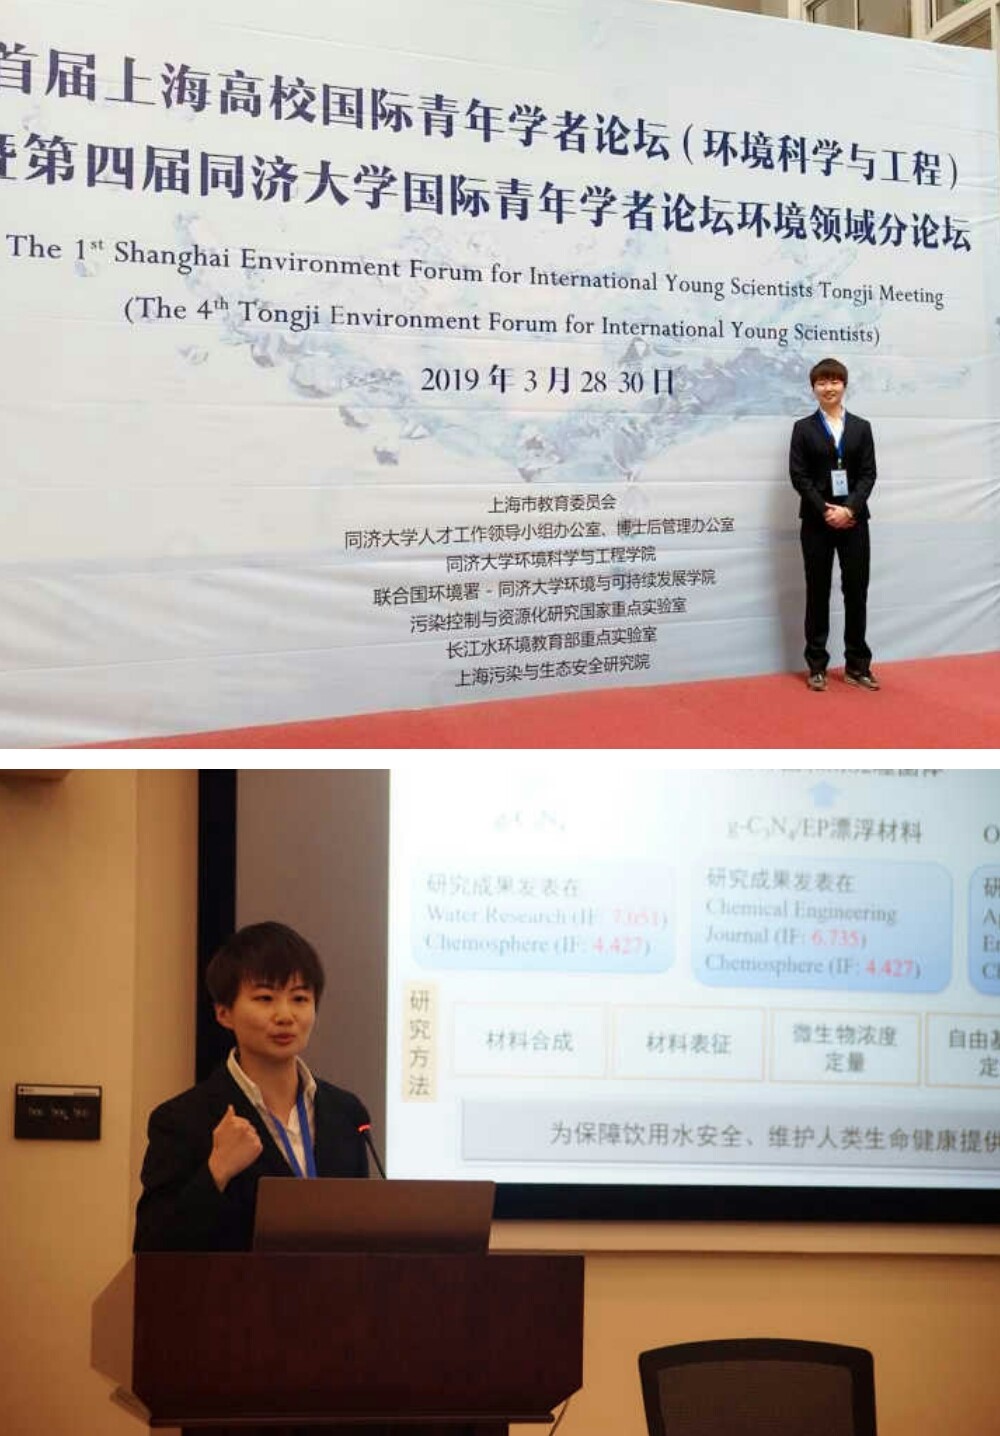 首届上海高校国际青年学者论坛（环境科学与工程）
暨第四届同济大学国际青年学者论坛环境领域分论坛
The 1st Shanghai Environment Forum for International Young Scientists Tongji Meeting
(The 4th Tongji Environment Forum for International Young Scientists)
2019 年 3 月 28 30 日
上海市教育委员会
同济大学人才工作领导小组办公室、博士后管理办公室
同济大学环境科学与工程学院
联合国环境署 - 同济大学环境与可持续发展学院
污染控制与资源化研究国家重点实验室
长江水环境教育部重点实验室
上海污染与生态安全研究院
g-C₃N₄
g-C₃N₄/EP漂浮材料
研究成果发表在
Water Research (IF: 7.051)
Chemosphere (IF: 4.427)
研究成果发表在
Chemical Engineering
Journal (IF: 6.735)
Chemosphere (IF: 4.427)
研究方法
材料合成
材料表征
微生物浓度
定量
自由基
定
为保障饮用水安全、维护人类生命健康提供